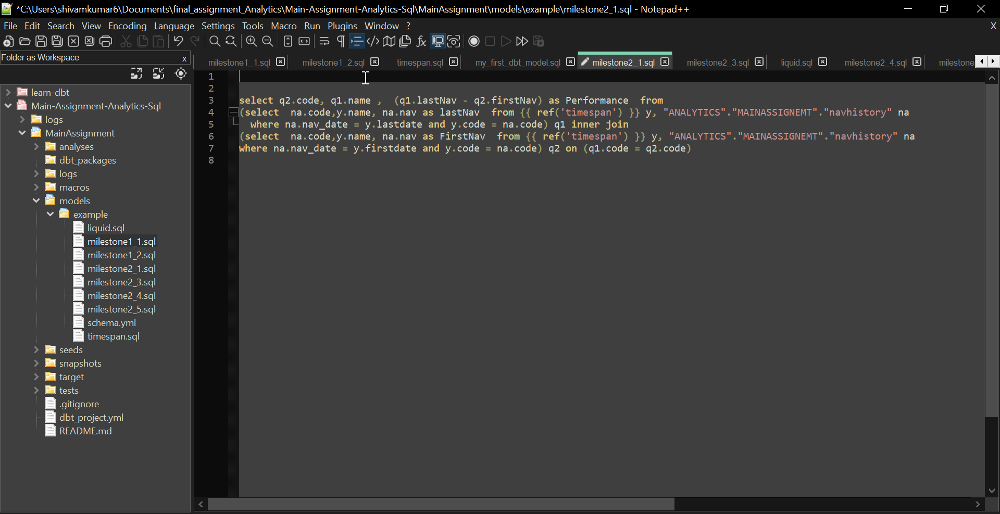 *C:\Users\shivamkumar6\Documents\final_assignment_Analytics\Main-Assignment-Analytics-Sql\MainAssignment\models\example\milestone2_1.sql - Notepad++
File Edit Search View Encoding Language Settings Tools Macro Run Plugins Window ? X
Folder as Workspace x
milestone1_1.sql milestone1_2.sql timespan.sql my_first_dbt_model.sql milestone2_1.sql milestone2_3.sql liquid.sql milestone2_4.sql milestone
learn-dbt
Main-Assignment-Analytics-Sql
logs
MainAssignment
analyses
dbt_packages
logs
macros
models
example
liquid.sql
milestone1_1.sql
milestone1_2.sql
milestone2_1.sql
milestone2_3.sql
milestone2_4.sql
milestone2_5.sql
schema.yml
timespan.sql
seeds
snapshots
target
tests
.gitignore
dbt_project.yml
README.md
1
2
3 select q2.code, q1.name , (q1.lastNav - q2.firstNav) as Performance from
4 (select na.code,y.name, na.nav as lastNav from {{ ref('timespan') }} y, "ANALYTICS"."MAINASSIGNEMT"."navhistory" na
5 where na.nav_date = y.lastdate and y.code = na.code) q1 inner join
6 (select na.code,y.name, na.nav as FirstNav from {{ ref('timespan') }} y, "ANALYTICS"."MAINASSIGNEMT"."navhistory" na
7 where na.nav_date = y.firstdate and y.code = na.code) q2 on (q1.code = q2.code)
8